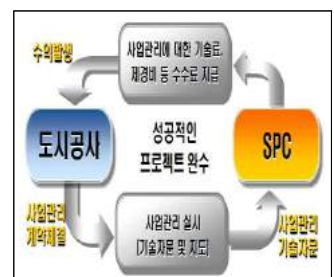 사업관리에 대한 기술료,
제경비 등 수수료 지급
수익발생
도시공사
성공적인
프로젝트 완수
SPC
사업관리
계약체결
사업관리 실시
(기술자문 및 지도)
사업관리
기술자문